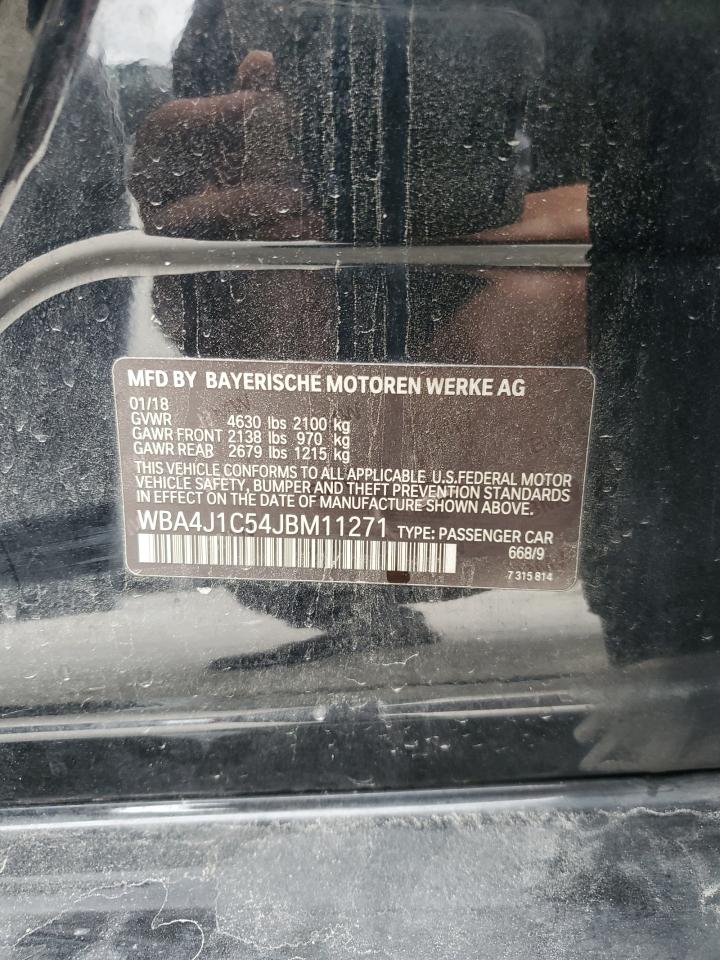 MFD BY BAYERISCHE MOTOREN WERKE AG
01/18
GVWR 4630 lbs 2100 kg
GAWR FRONT 2138 lbs 970 kg
GAWR REAR 2679 lbs 1215 kg
THIS VEHICLE CONFORMS TO ALL APPLICABLE U.S.FEDERAL MOTOR
VEHICLE SAFETY, BUMPER AND THEFT PREVENTION STANDARDS
IN EFFECT ON THE DATE OF MANUFACTURE SHOWN ABOVE.
WBA4J1C54JBM11271 TYPE: PASSENGER CAR
668/9
7 315 814